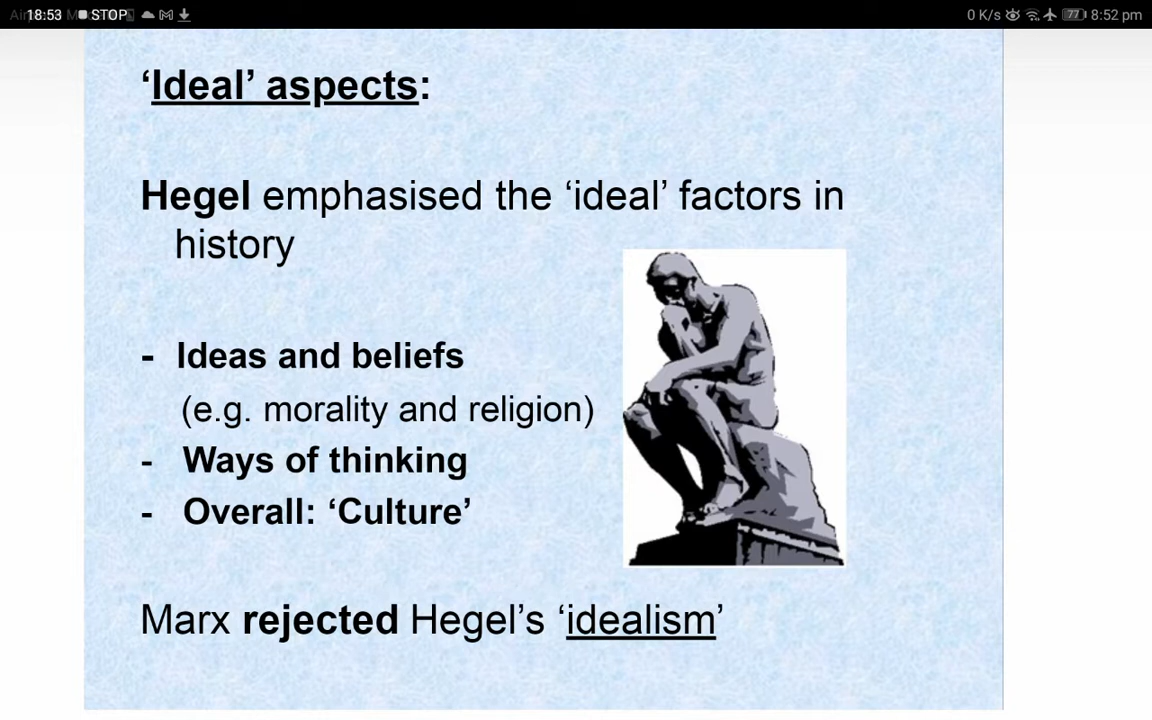 18:53 STOP 0 K/s 77 8:52 pm
‘Ideal’ aspects:
Hegel emphasised the ‘ideal’ factors in
history
- Ideas and beliefs
(e.g. morality and religion)
- Ways of thinking
- Overall: ‘Culture’
Marx rejected Hegel’s ‘idealism’